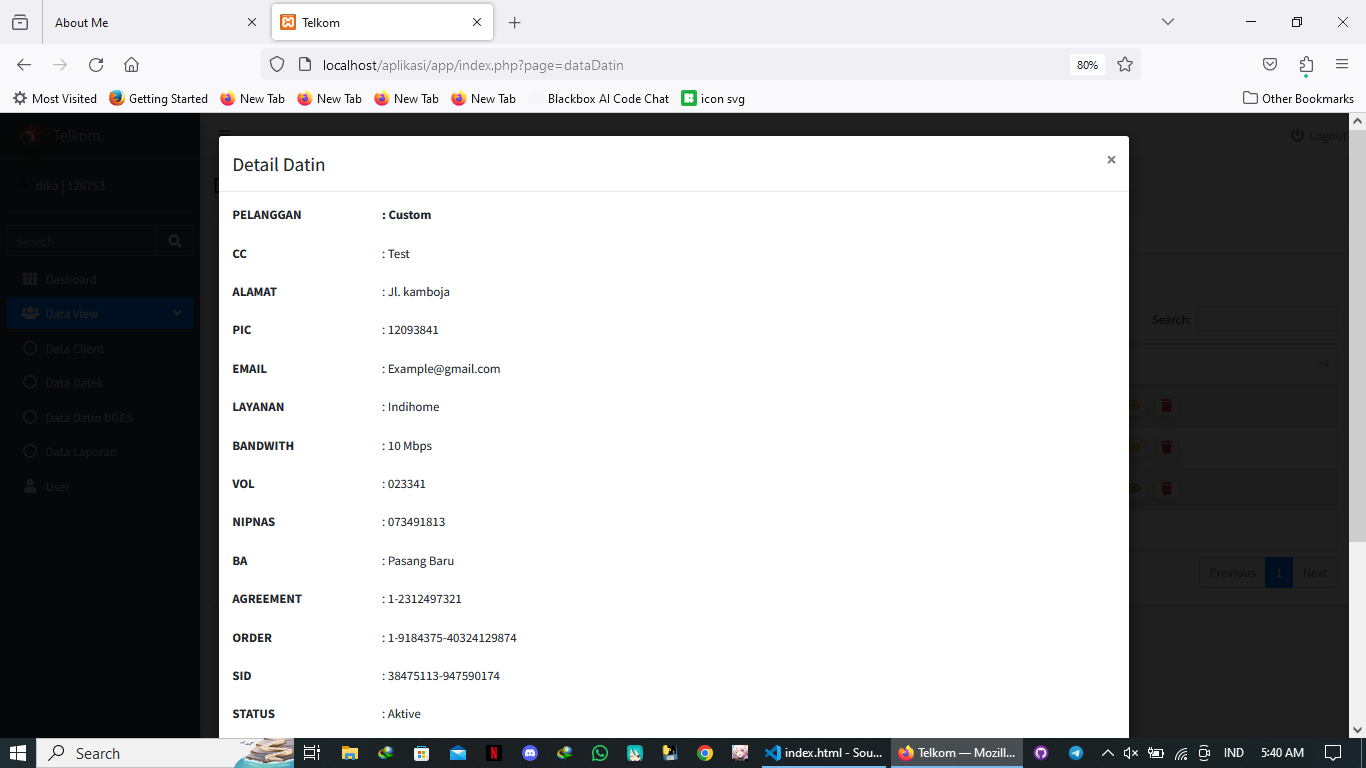 About Me
Telkom
localhost/aplikasi/app/index.php?page=dataDatin
80%
Most Visited
Getting Started
New Tab
New Tab
New Tab
New Tab
Blackbox AI Code Chat
icon svg
Other Bookmarks
Telkom
Logout
dika | 126753
Search
Dasboard
Data View
Data Client
Data Datek
Data Datin BGES
Data Laporan
User
Detail Datin
×
PELANGGAN : Custom
CC : Test
ALAMAT : Jl. kamboja
PIC : 12093841
EMAIL : Example@gmail.com
LAYANAN : Indihome
BANDWITH : 10 Mbps
VOL : 023341
NIPNAS : 073491813
BA : Pasang Baru
AGREEMENT : 1-2312497321
ORDER : 1-9184375-40324129874
SID : 38475113-947590174
STATUS : Aktive
Search:
Previous 1 Next
Search
index.html - Sou...
Telkom — Mozill...
IND
5:40 AM